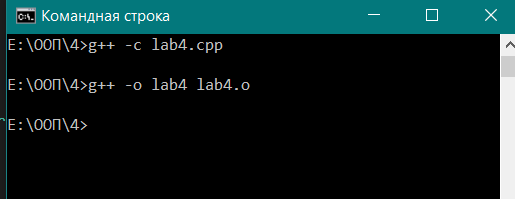 Командная строка
E:\ООП\4>g++ -c lab4.cpp
E:\ООП\4>g++ -o lab4 lab4.o
E:\ООП\4>